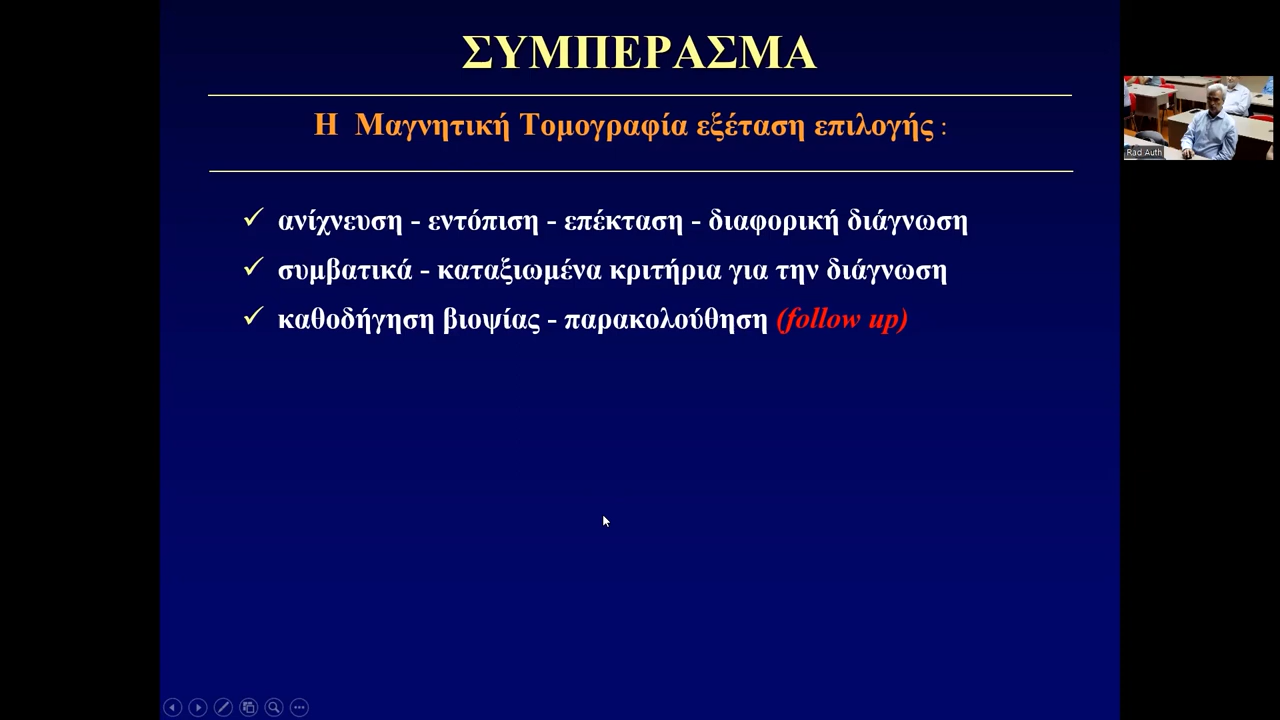 ΣΥΜΠΕΡΑΣΜΑ
Η Μαγνητική Τομογραφία εξέταση επιλογής :
✓ ανίχνευση - εντόπιση - επέκταση - διαφορική διάγνωση
✓ συμβατικά - καταξιωμένα κριτήρια για την διάγνωση
✓ καθοδήγηση βιοψίας - παρακολούθηση (follow up)
Rad Auth